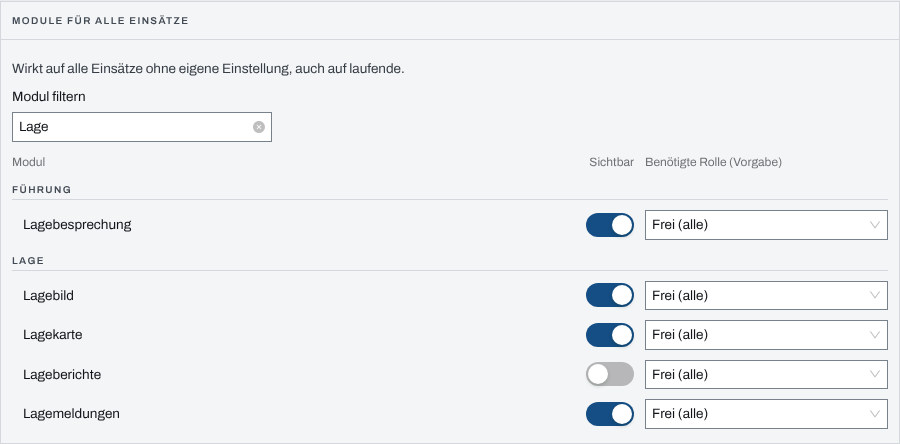 MODULE FÜR ALLE EINSÄTZE
Wirkt auf alle Einsätze ohne eigene Einstellung, auch auf laufende.
Modul filtern
Lage
Modul Sichtbar Benötigte Rolle (Vorgabe)
FÜHRUNG
Lagebesprechung Frei (alle)
LAGE
Lagebild Frei (alle)
Lagekarte Frei (alle)
Lageberichte Frei (alle)
Lagemeldungen Frei (alle)